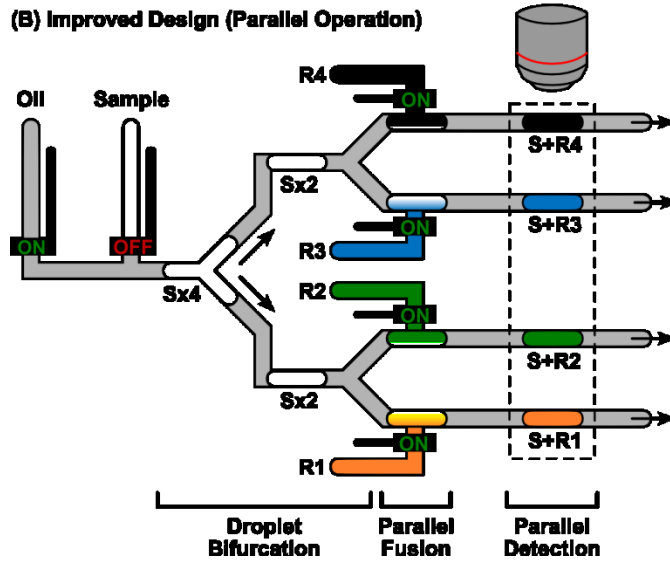 (B) Improved Design (Parallel Operation)
Oil
Sample
R4
ON
S+R4
Sx2
ON
OFF
Sx4
S+R3
R3
ON
R2
ON
S+R2
Sx2
S+R1
R1
ON
Droplet
Bifurcation
Parallel
Fusion
Parallel
Detection